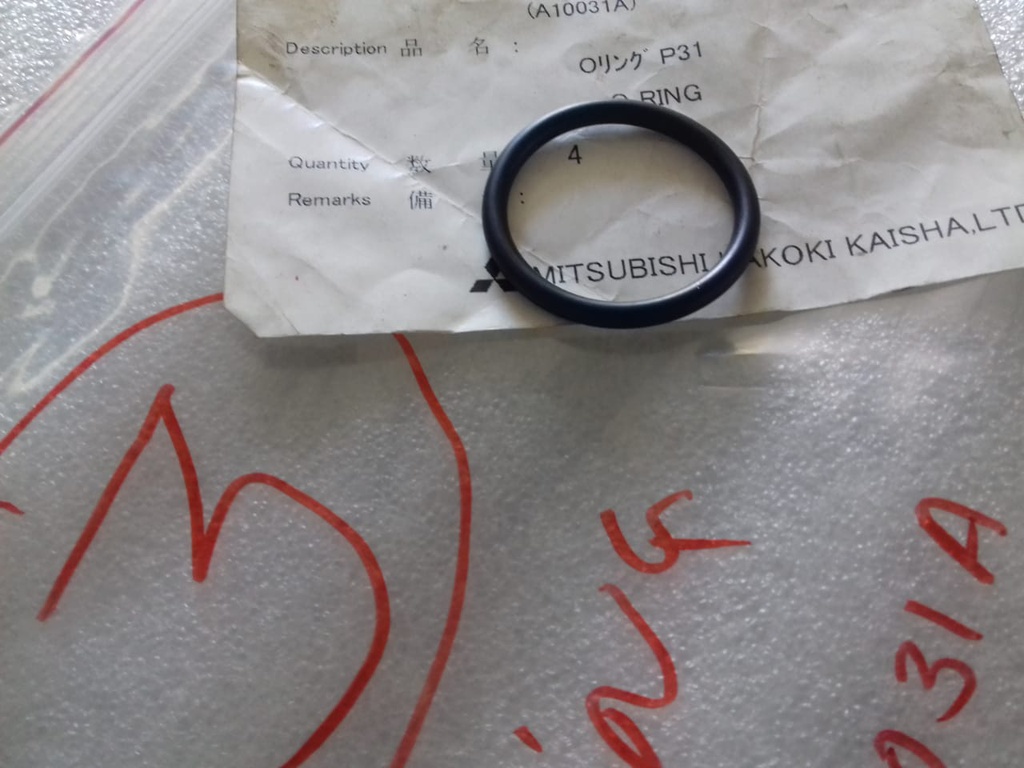 (A10031A)
Description 品 名 :
Oリング P31
O RING
Quantity 数 量 4
Remarks 備 :
MITSUBISHI KAKOKI KAISHA,LTD
M
031A